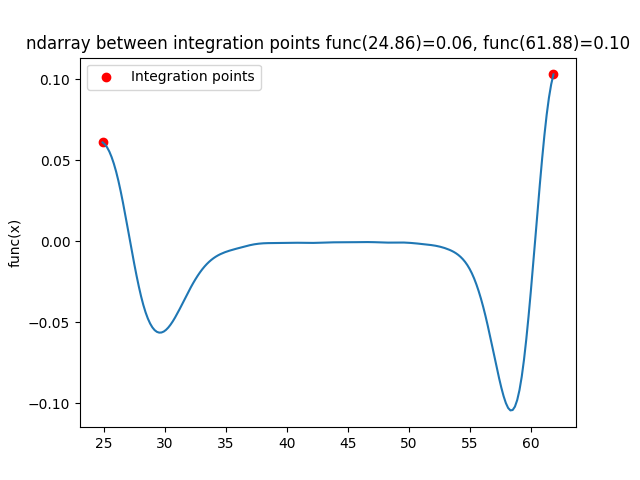 ndarray between integration points func(24.86)=0.06, func(61.88)=0.10
Integration points
func(x)
0.10
0.05
0.00
−0.05
−0.10
25 30 35 40 45 50 55 60